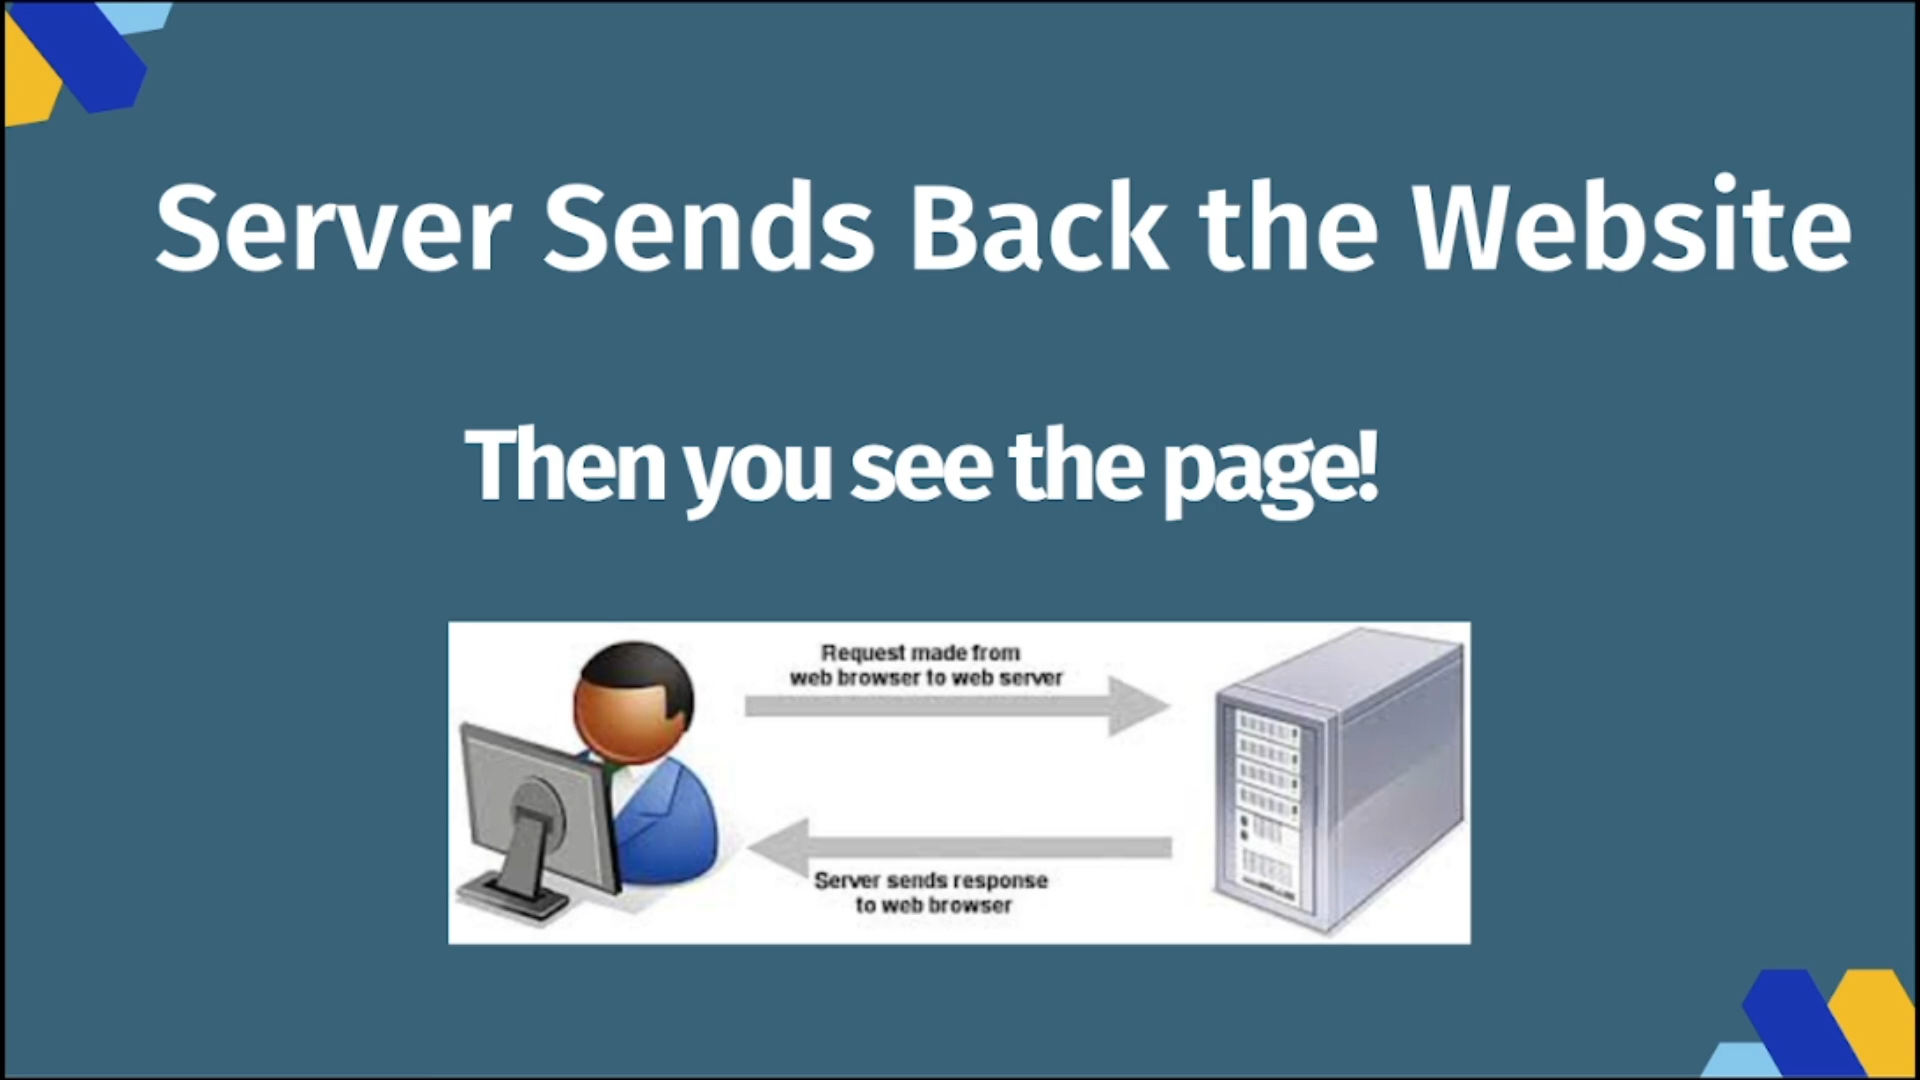 Server Sends Back the Website
Then you see the page!
Request made from
web browser to web server
Server sends response
to web browser